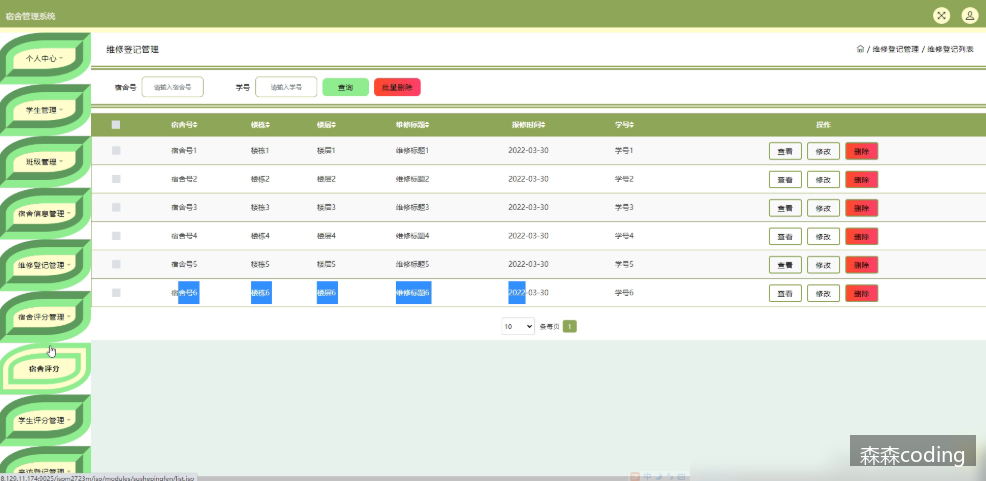 宿舍管理系统
个人中心
学生管理
班级管理
宿舍信息管理
维修登记管理
宿舍评分管理
宿舍评分
学生评分管理
来访登记管理
维修登记管理
/ 维修登记管理 / 维修登记列表
宿舍号 请输入宿舍号 学号 请输入学号 查询 批量删除
宿舍号 楼栋 楼层 维修标题 报修时间 学号 操作
宿舍号1 楼栋1 楼层1 维修标题1 2022-03-30 学号1 查看 修改 删除
宿舍号2 楼栋2 楼层2 维修标题2 2022-03-30 学号2 查看 修改 删除
宿舍号3 楼栋3 楼层3 维修标题3 2022-03-30 学号3 查看 修改 删除
宿舍号4 楼栋4 楼层4 维修标题4 2022-03-30 学号4 查看 修改 删除
宿舍号5 楼栋5 楼层5 维修标题5 2022-03-30 学号5 查看 修改 删除
宿舍号6 楼栋6 楼层6 维修标题6 2022-03-30 学号6 查看 修改 删除
10 条每页 1
森森coding